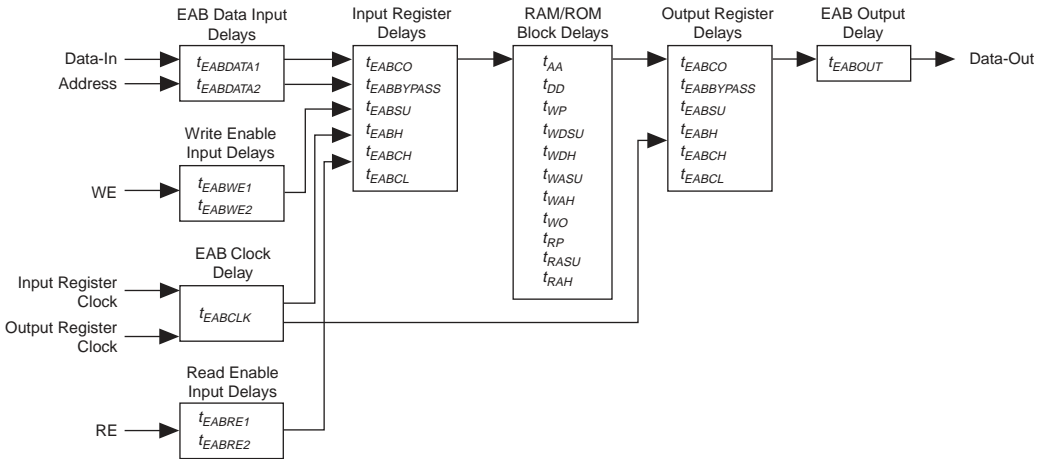 EAB Data Input
Delays
Data-In
Address
tEABDATA1
tEABDATA2
Write Enable
Input Delays
WE
tEABWE1
tEABWE2
EAB Clock
Delay
Input Register
Clock
Output Register
Clock
tEABCLK
Read Enable
Input Delays
RE
tEABRE1
tEABRE2
Input Register
Delays
tEABCO
tEABBYPASS
tEABSU
tEABH
tEABCH
tEABCL
RAM/ROM
Block Delays
tAA
tDD
tWP
tWDSU
tWDH
tWASU
tWAH
tWO
tRP
tRASU
tRAH
Output Register
Delays
tEABCO
tEABBYPASS
tEABSU
tEABH
tEABCH
tEABCL
EAB Output
Delay
tEABOUT
Data-Out